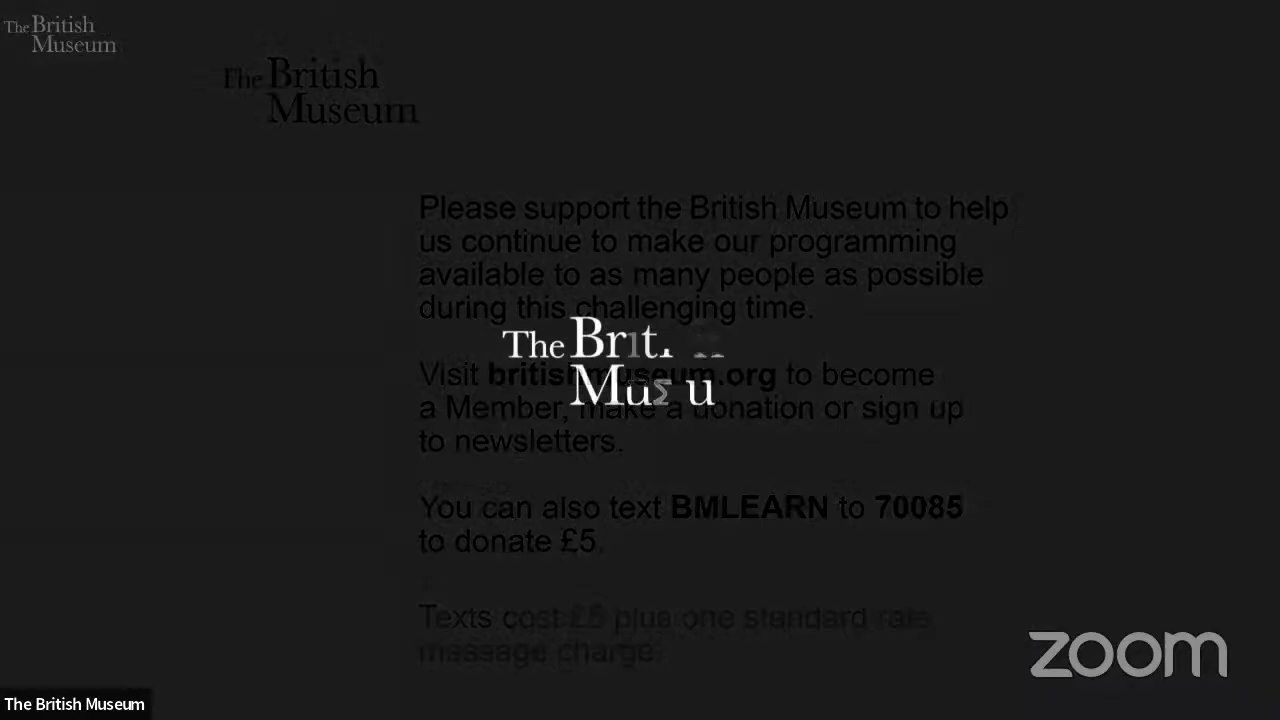 The British
Museum
The British
Museum
Please support the British Museum to help
us continue to make our programming
available to as many people as possible
during this challenging time.
The Brit
Visit britishmuseum.org to become
Mus u
a Member, make a donation or sign up
to newsletters.
You can also text BMLEARN to 70085
to donate £5.
Texts cost £5 plus one standard rate
message charge.
zoom
The British Museum